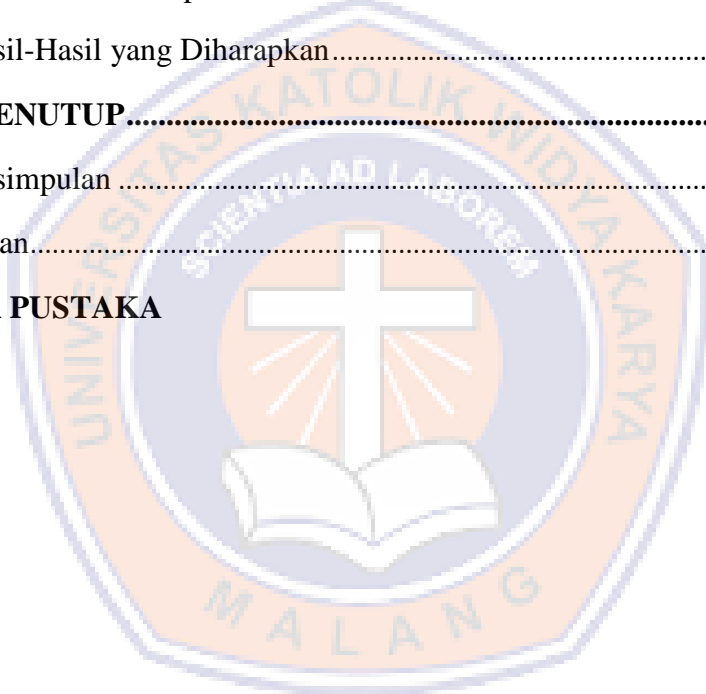 sil-Hasil yang Diharapkan........................................................
ENUTUP.............................................................................
simpulan ...............................................................................
an..........................................................................................
PUSTAKA
UNIVERSITAS KATOLIK WIDYA KARYA
SCIENTIA AD LABOREM
MALANG